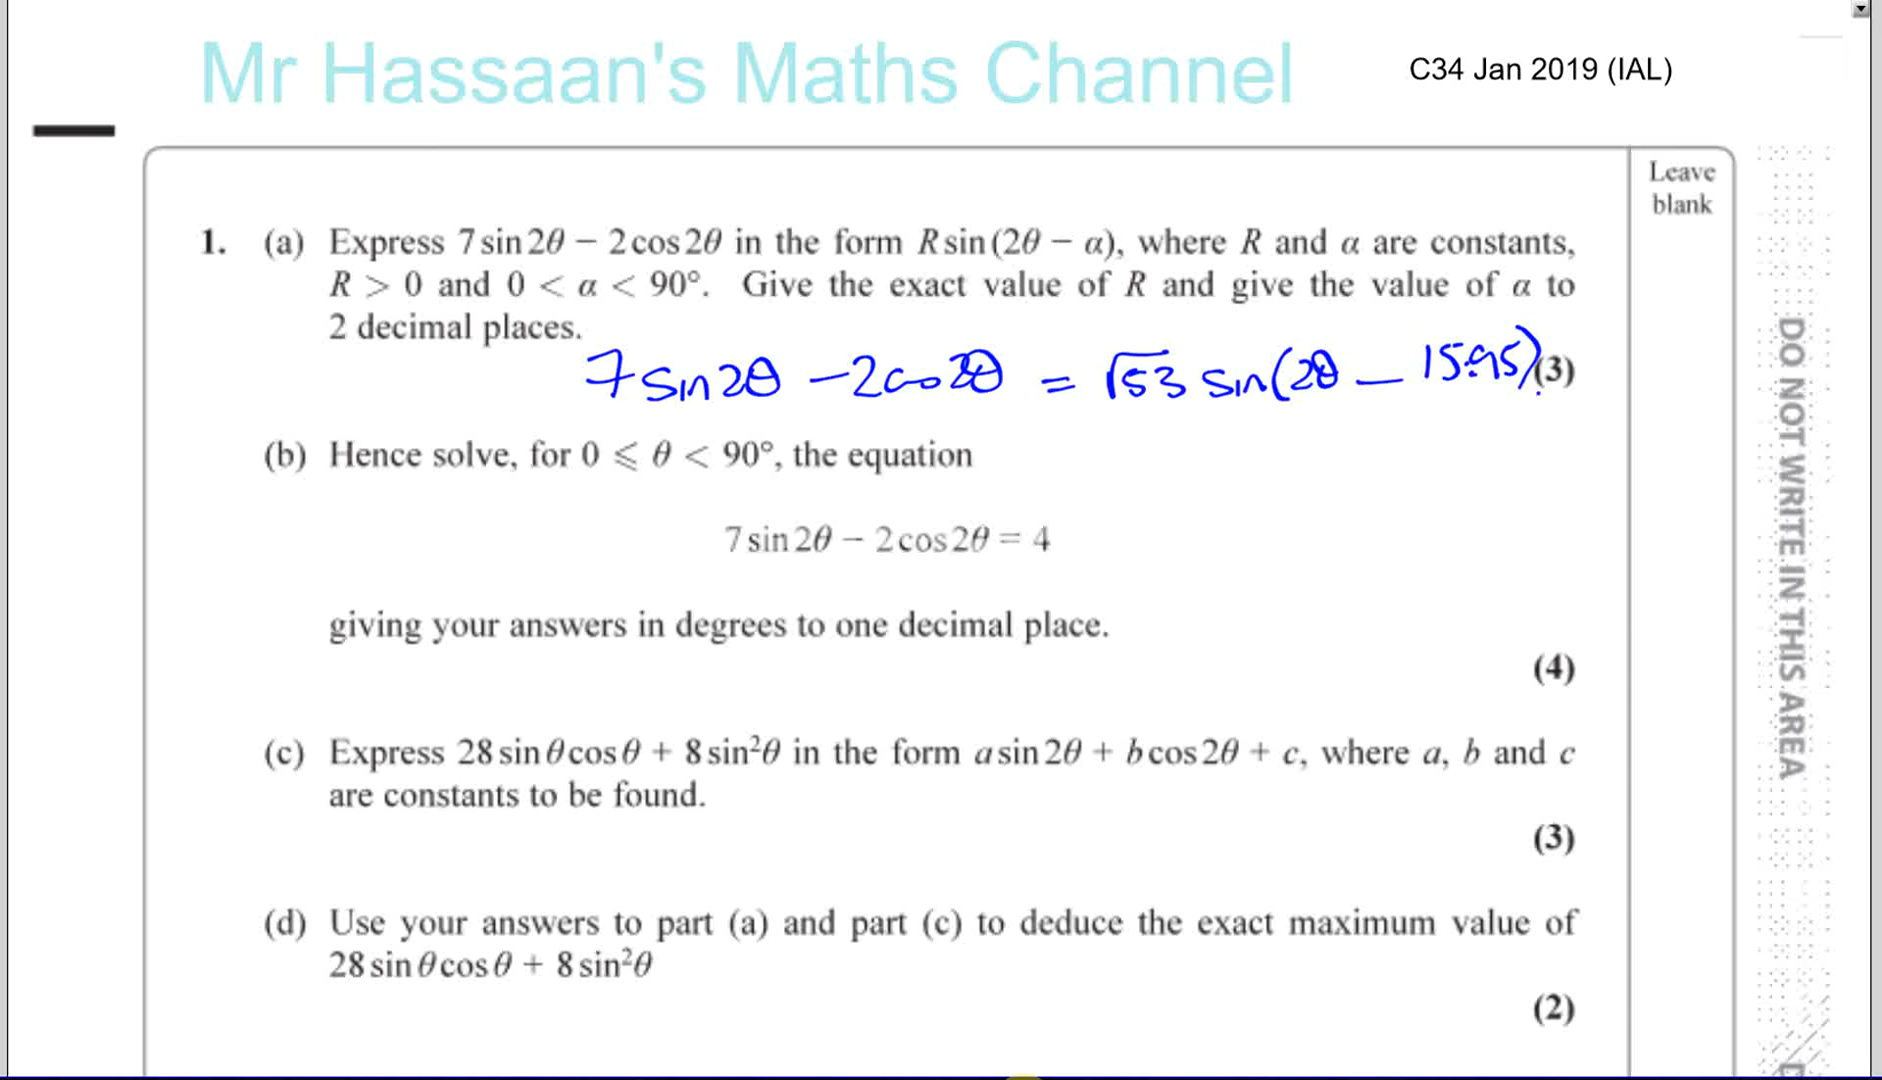 Mr Hassaan's Maths Channel
C34 Jan 2019 (IAL)
Leave
blank
1. (a) Express 7 sin 2θ − 2 cos 2θ in the form R sin (2θ − α), where R and α are constants,
R > 0 and 0 < α < 90°. Give the exact value of R and give the value of α to
2 decimal places.
7 sin2θ − 2cos2θ = √53 sin(2θ − 15.95)
(3)
(b) Hence solve, for 0 ⩽ θ < 90°, the equation
7 sin 2θ − 2 cos 2θ = 4
giving your answers in degrees to one decimal place.
(4)
(c) Express 28 sin θ cos θ + 8 sin²θ in the form a sin 2θ + b cos 2θ + c, where a, b and c
are constants to be found.
(3)
(d) Use your answers to part (a) and part (c) to deduce the exact maximum value of
28 sin θ cos θ + 8 sin²θ
(2)
DO NOT WRITE IN THIS AREA